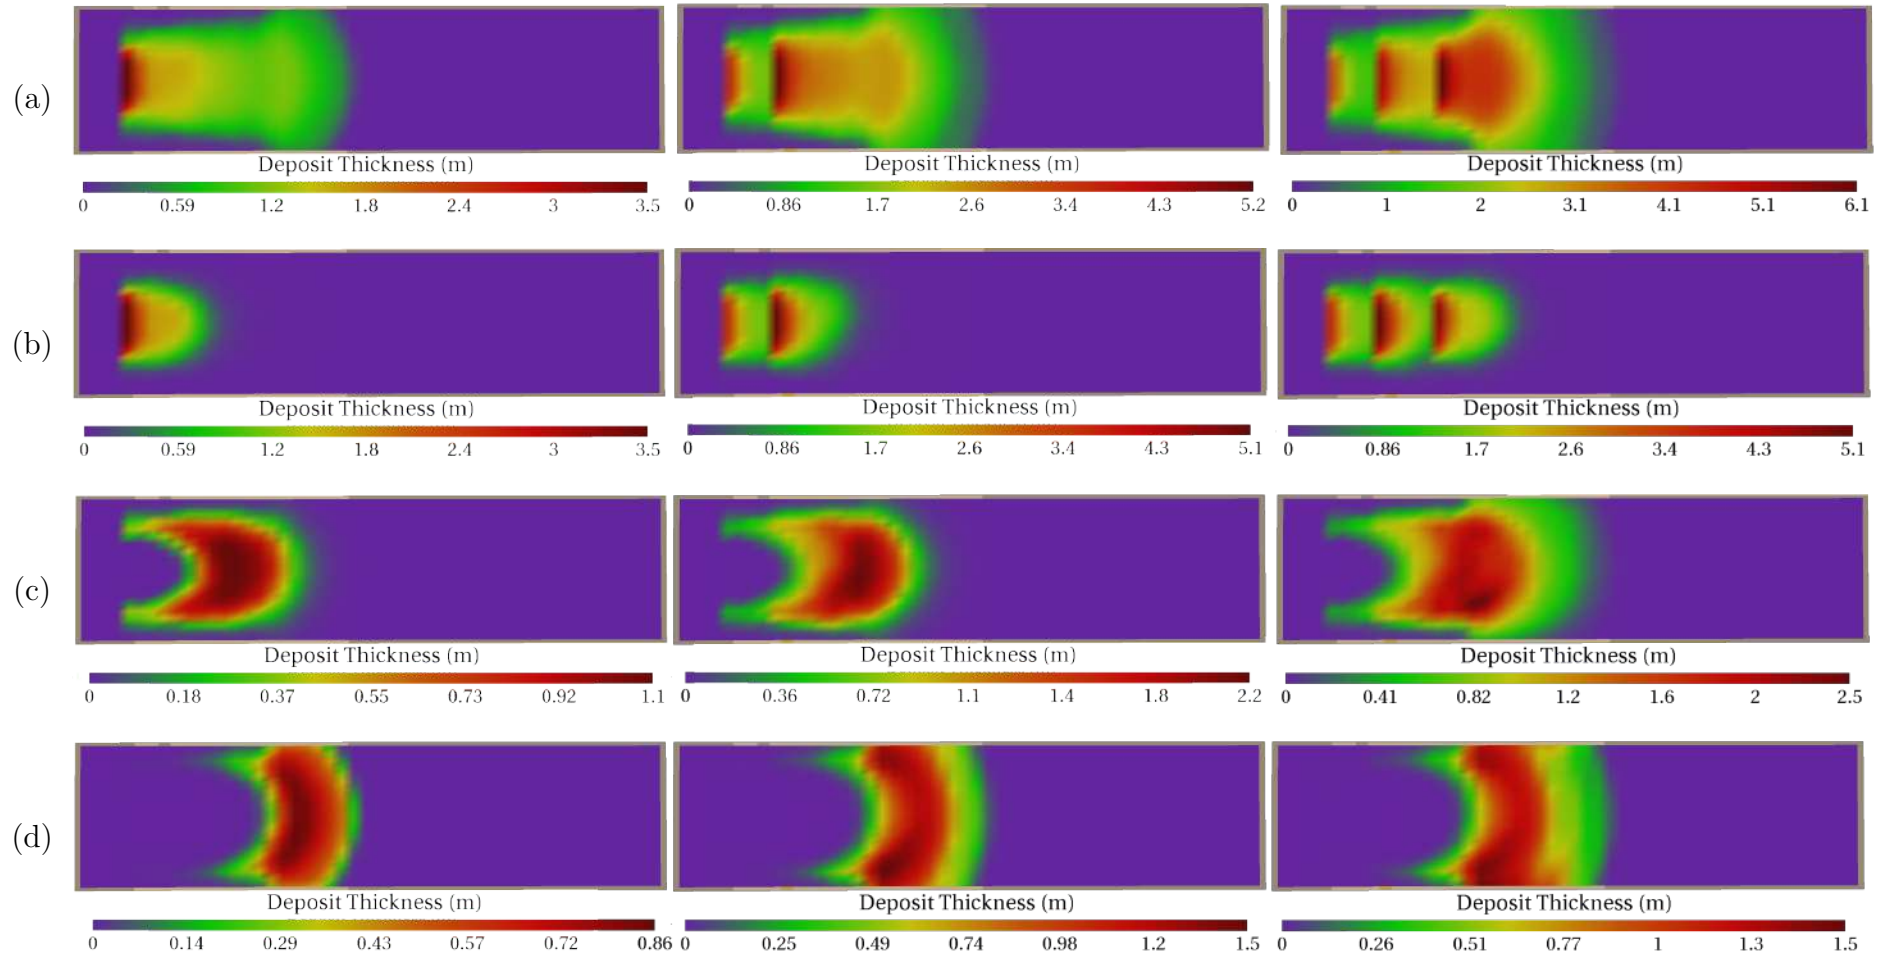 (a)
Deposit Thickness (m) Deposit Thickness (m) Deposit Thickness (m)
0 0.59 1.2 1.8 2.4 3 3.5 0 0.86 1.7 2.6 3.4 4.3 5.2 0 1 2 3.1 4.1 5.1 6.1
(b)
Deposit Thickness (m) Deposit Thickness (m) Deposit Thickness (m)
0 0.59 1.2 1.8 2.4 3 3.5 0 0.86 1.7 2.6 3.4 4.3 5.1 0 0.86 1.7 2.6 3.4 4.3 5.1
(c)
Deposit Thickness (m) Deposit Thickness (m) Deposit Thickness (m)
0 0.18 0.37 0.55 0.73 0.92 1.1 0 0.36 0.72 1.1 1.4 1.8 2.2 0 0.41 0.82 1.2 1.6 2 2.5
(d)
Deposit Thickness (m) Deposit Thickness (m) Deposit Thickness (m)
0 0.14 0.29 0.43 0.57 0.72 0.86 0 0.25 0.49 0.74 0.98 1.2 1.5 0 0.26 0.51 0.77 1 1.3 1.5